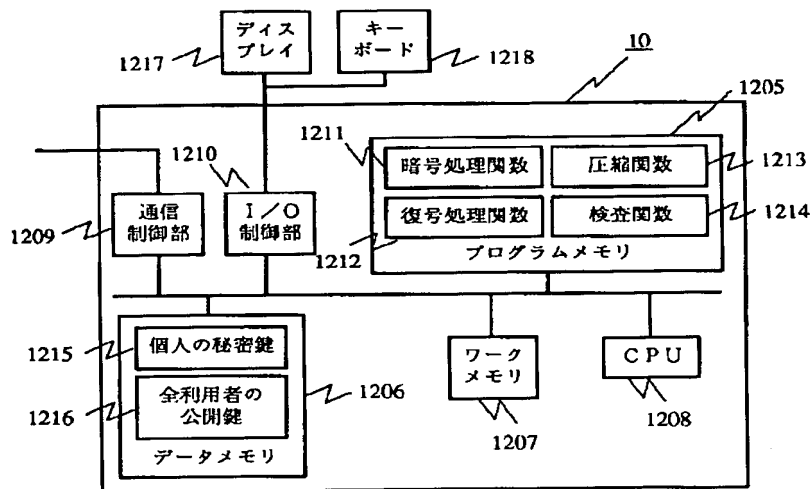 ディス
プレイ
キー
ボード
1217
1218
10
1205
1211
1210
暗号処理関数
圧縮関数
1213
通信
制御部
I/O
制御部
復号処理関数
検査関数
1214
1209
1212
プログラムメモリ
1215
個人の秘密鍵
1206
ワーク
メモリ
CPU
1216
全利用者の
公開鍵
1207
1208
データメモリ